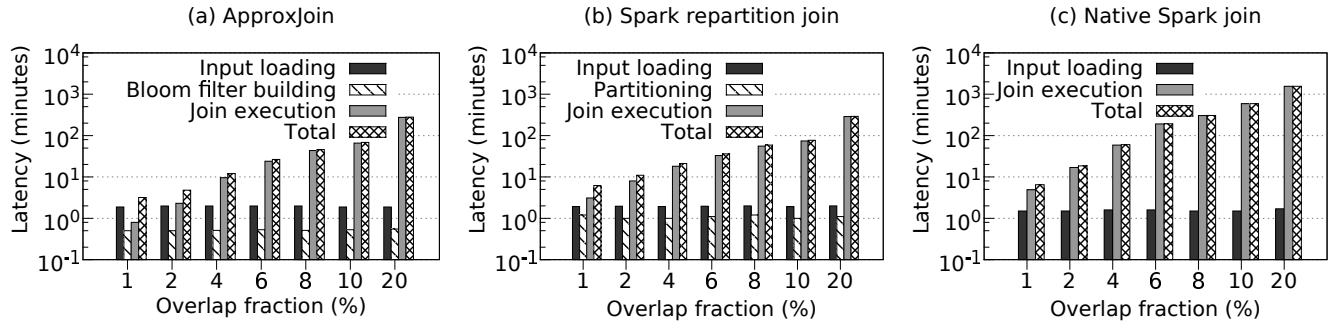 (a) ApproxJoin
Latency (minutes)
10^4
10^3
10^2
10^1
10^0
10^-1
Input loading
Bloom filter building
Join execution
Total
1 2 4 6 8 10 20
Overlap fraction (%)
(b) Spark repartition join
Latency (minutes)
10^4
10^3
10^2
10^1
10^0
10^-1
Input loading
Partitioning
Join execution
Total
1 2 4 6 8 10 20
Overlap fraction (%)
(c) Native Spark join
Latency (minutes)
10^4
10^3
10^2
10^1
10^0
10^-1
Input loading
Join execution
Total
1 2 4 6 8 10 20
Overlap fraction (%)